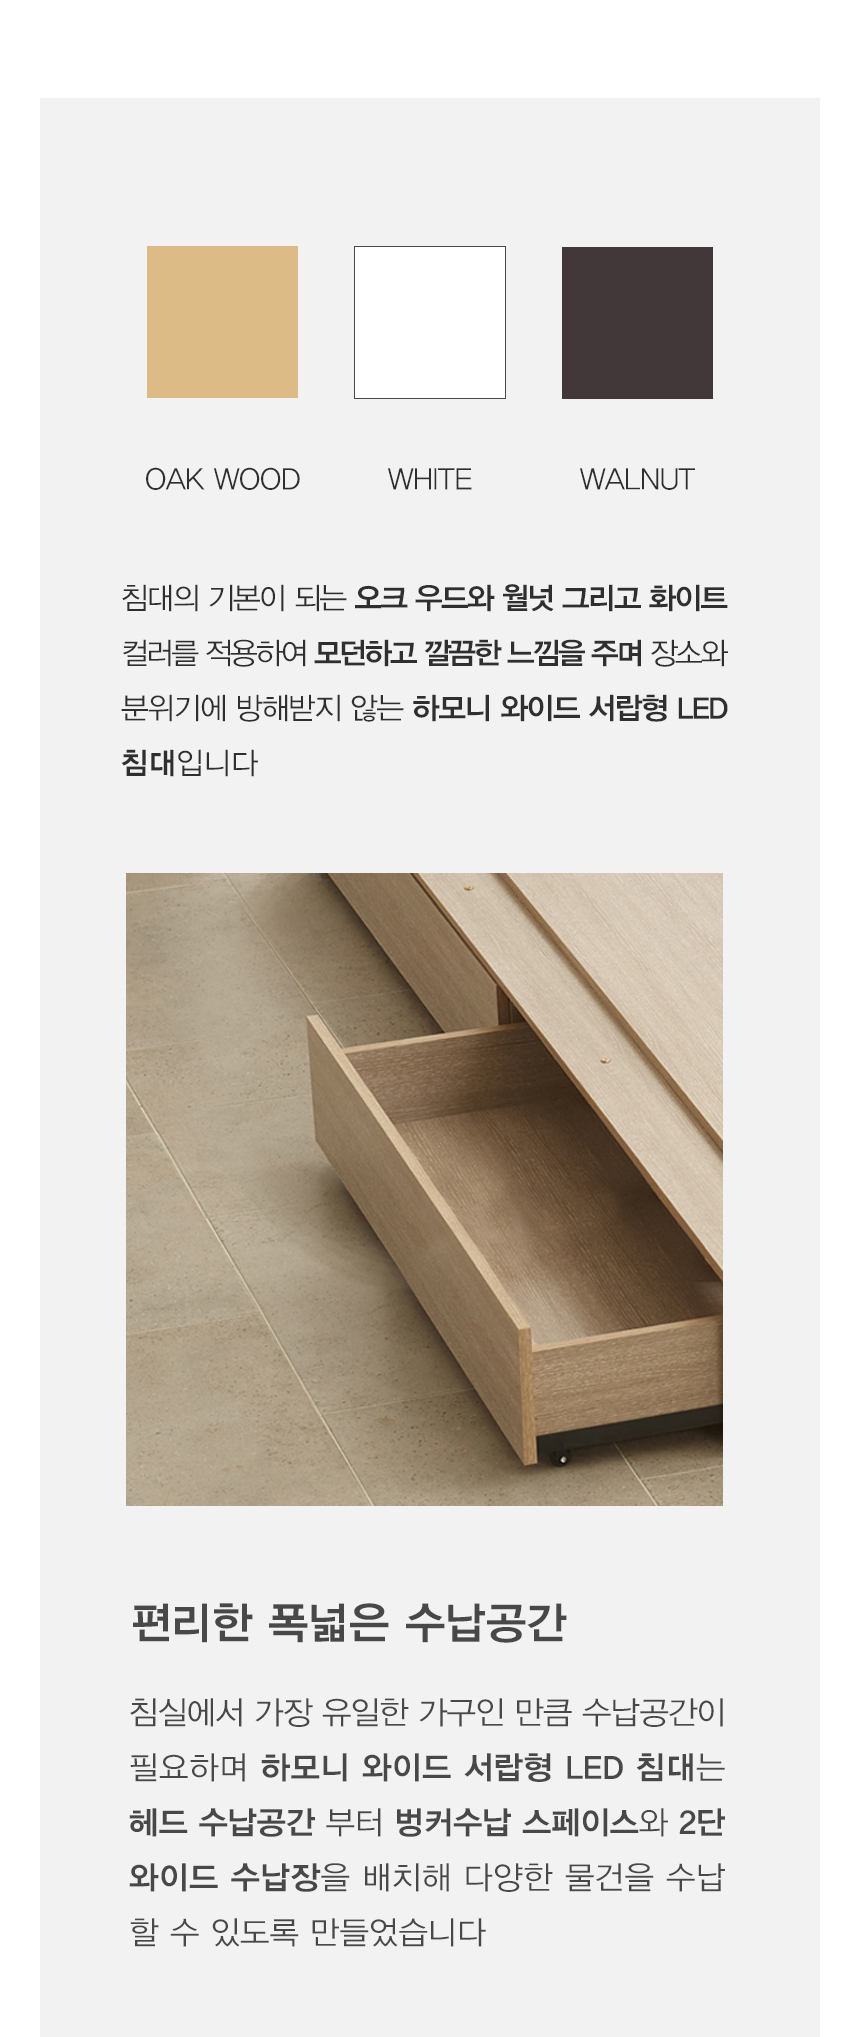 OAK WOOD WHITE WALNUT
침대의 기본이 되는 오크 우드와 월넛 그리고 화이트
컬러를 적용하여 모던하고 깔끔한 느낌을 주며 장소와
분위기에 방해받지 않는 하모니 와이드 서랍형 LED
침대입니다
편리한 폭넓은 수납공간
침실에서 가장 유일한 가구인 만큼 수납공간이
필요하며 하모니 와이드 서랍형 LED 침대는
헤드 수납공간 부터 벙커수납 스페이스와 2단
와이드 수납장을 배치해 다양한 물건을 수납
할 수 있도록 만들었습니다